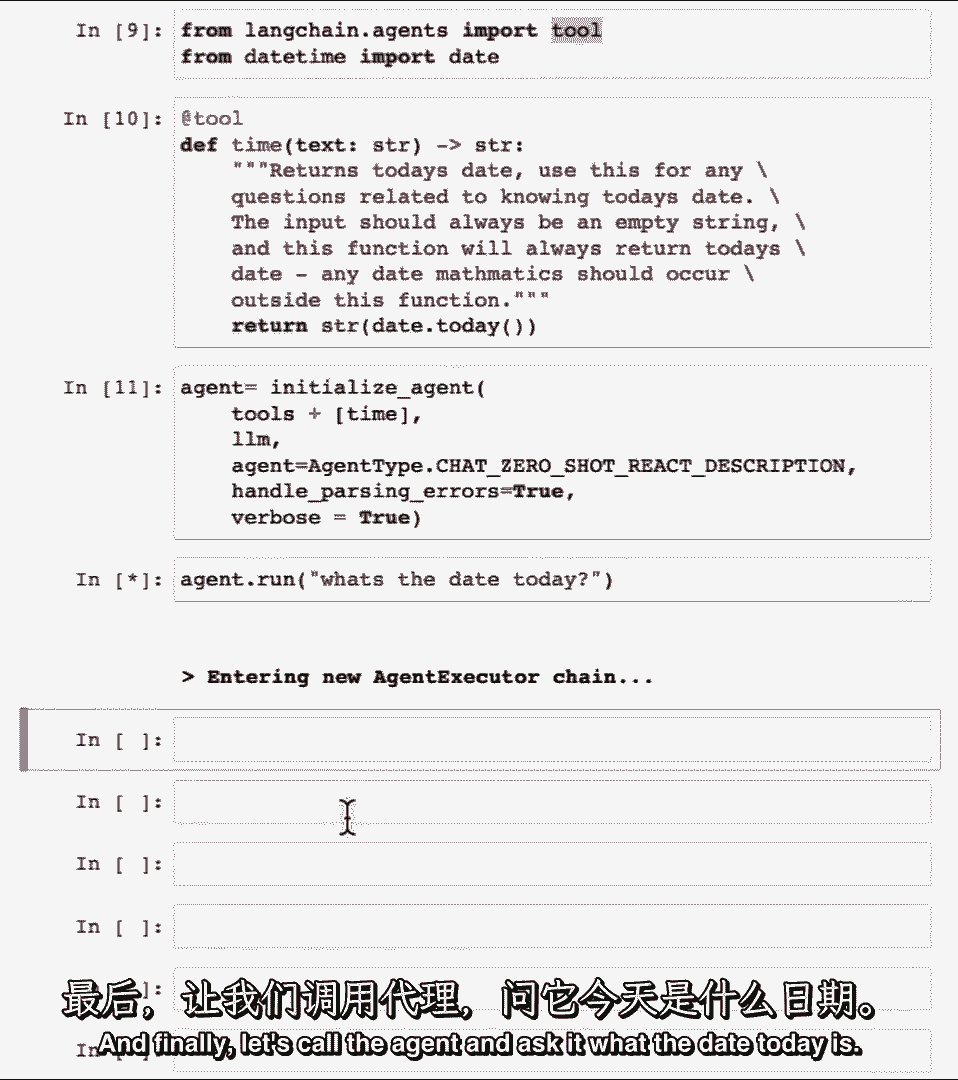 In [9]: from langchain.agents import tool
from datetime import date
In [10]: @tool
def time(text: str) -> str:
"""Returns todays date, use this for any \
questions related to knowing todays date. \
The input should always be an empty string, \
and this function will always return todays \
date - any date mathmatics should occur \
outside this function."""
return str(date.today())
In [11]: agent= initialize_agent(
tools + [time],
llm,
agent=AgentType.CHAT_ZERO_SHOT_REACT_DESCRIPTION,
handle_parsing_errors=True,
verbose = True)
In [*]: agent.run("whats the date today?")
> Entering new AgentExecutor chain...
In [ ]:
In [ ]:
In [ ]:
In [ ]:
]:
最后，让我们调用代理，问它今天是什么日期。
In
And finally, let's call the agent and ask it what the date today is.